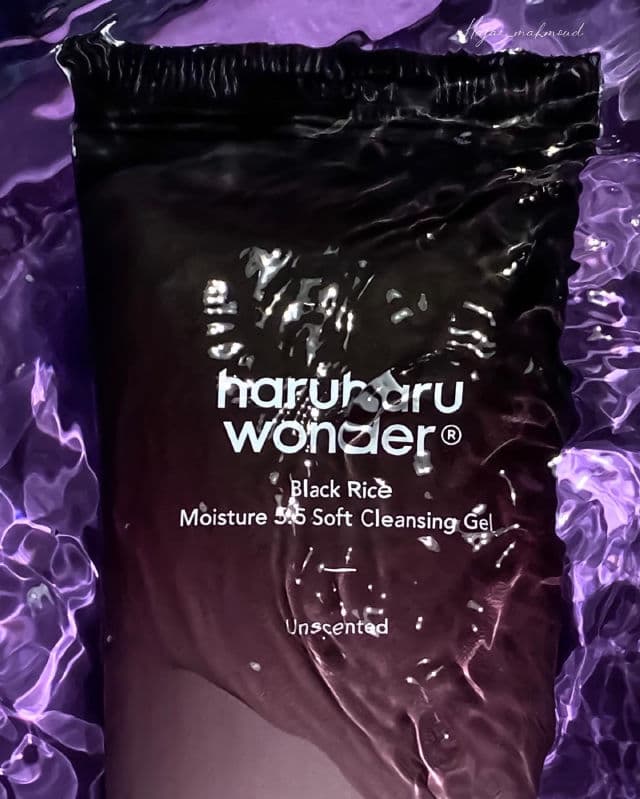 haruharu
wonder®
Black Rice
Moisture 5.5 Soft Cleansing Gel
Unscented